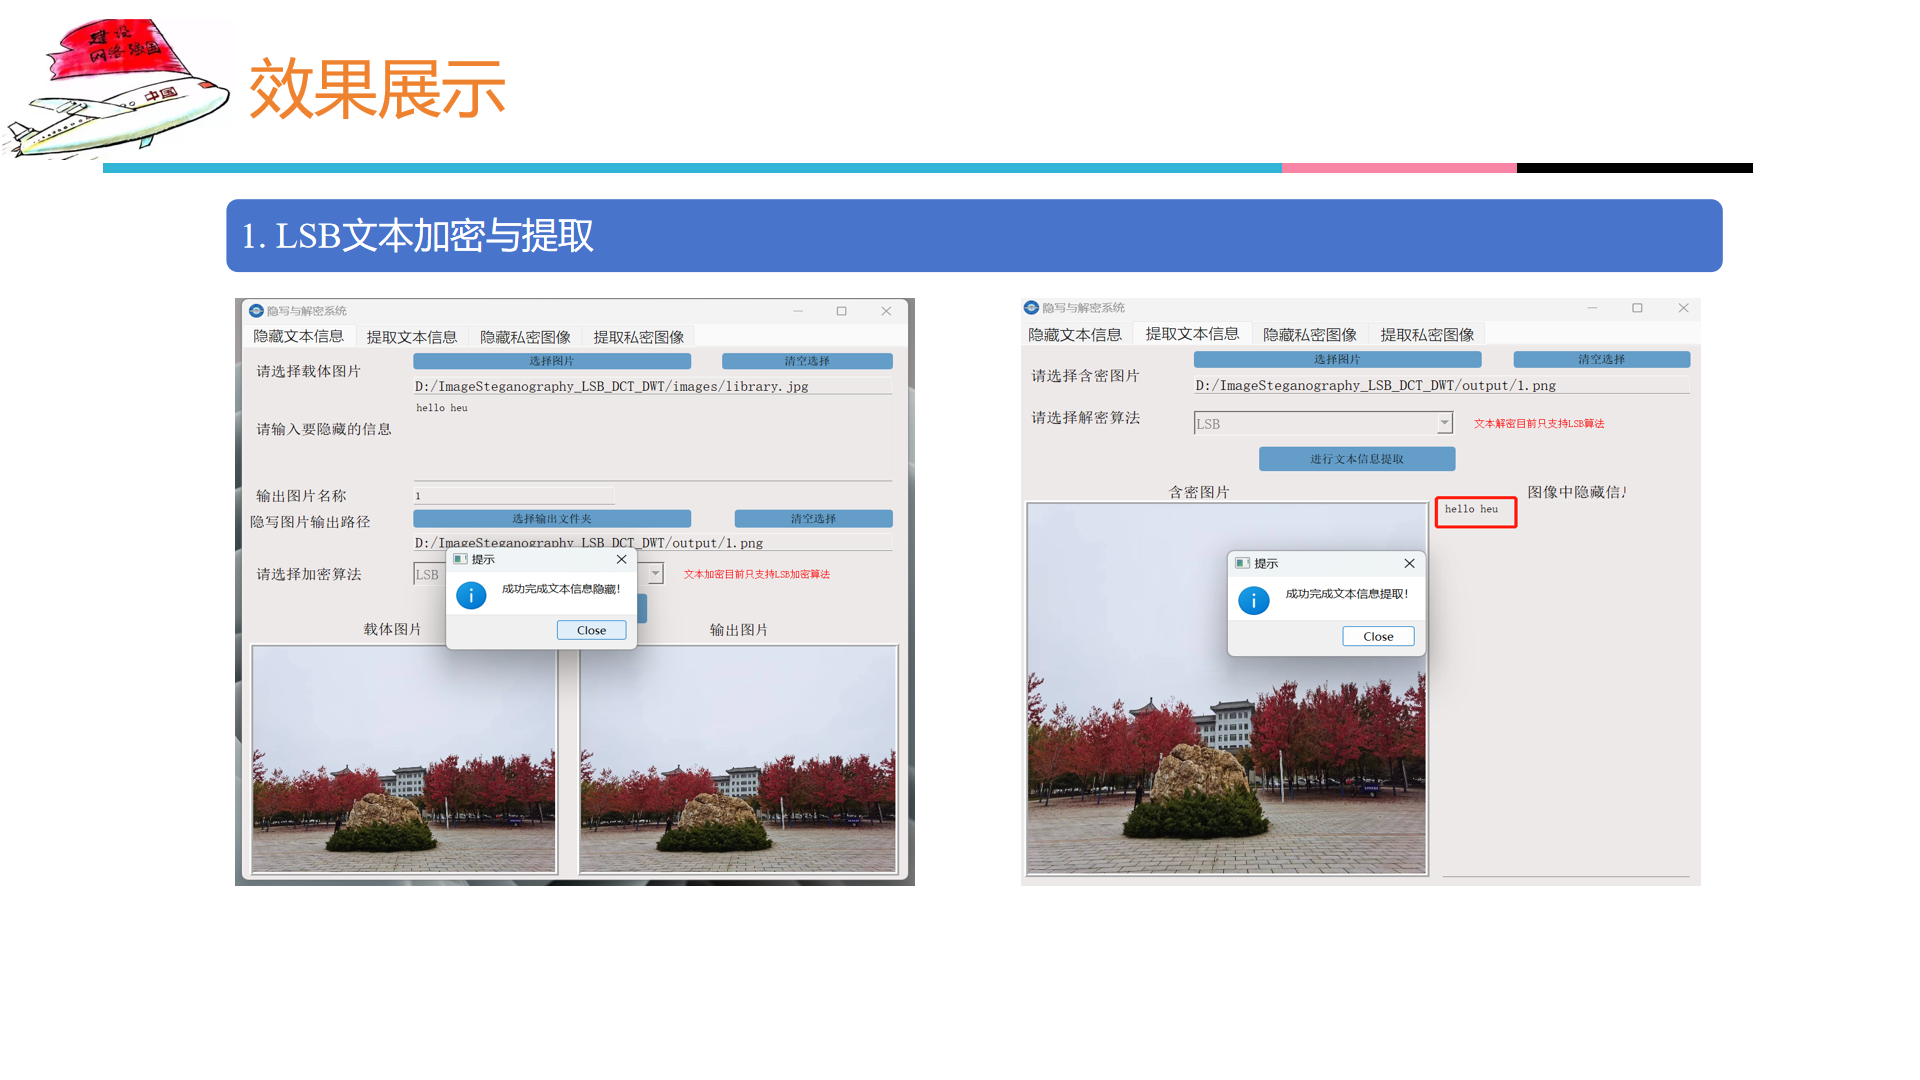 建设
网络强国
中国
效果展示
1. LSB文本加密与提取
隐写与解密系统
隐藏文本信息 提取文本信息 隐藏私密图像 提取私密图像
请选择载体图片
选择图片
清空选择
D:/ImageSteganography_LSB_DCT_DWT/images/library.jpg
请输入要隐藏的信息
hello heu
输出图片名称
1
隐写图片输出路径
选择输出文件夹
清空选择
D:/ImageSteganography_LSB_DCT_DWT/output/1.png
请选择加密算法
LSB
文本加密目前只支持LSB加密算法
提示
成功完成文本信息隐藏!
Close
载体图片
输出图片
隐写与解密系统
隐藏文本信息 提取文本信息 隐藏私密图像 提取私密图像
请选择含密图片
选择图片
清空选择
D:/ImageSteganography_LSB_DCT_DWT/output/1.png
请选择解密算法
LSB
文本解密目前只支持LSB算法
进行文本信息提取
含密图片
图像中隐藏信
hello heu
提示
成功完成文本信息提取!
Close